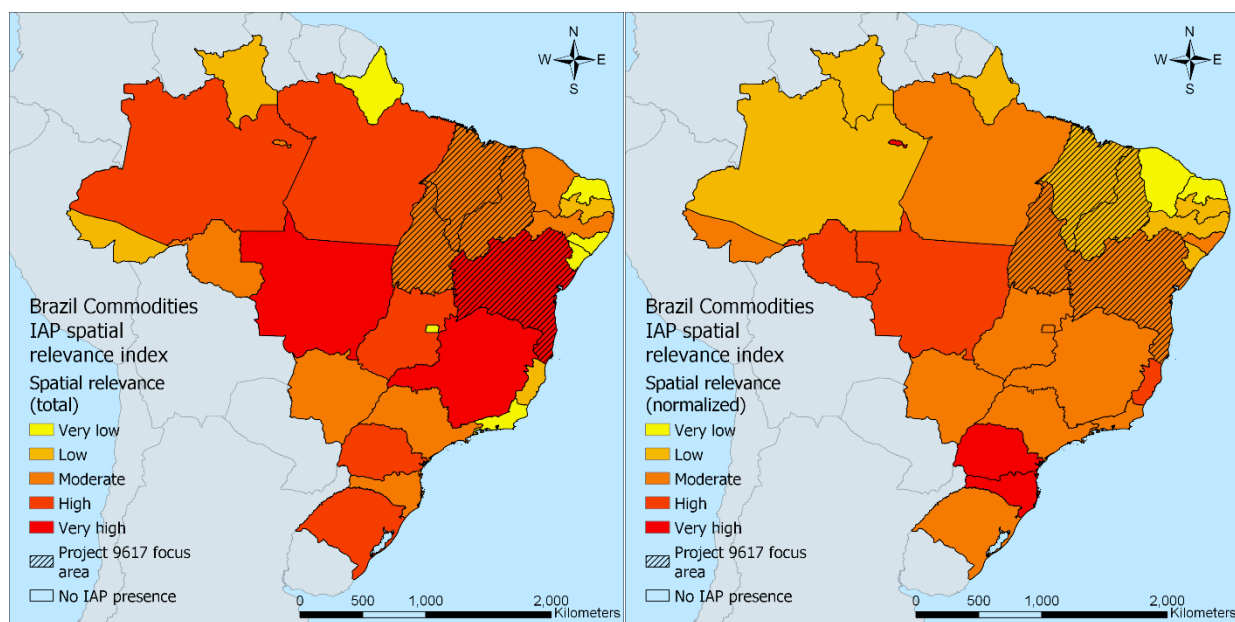 N
W E
S
Brazil Commodities
IAP spatial
relevance index
Spatial relevance
(total)
Very low
Low
Moderate
High
Very high
Project 9617 focus
area
No IAP presence
0 500 1,000 2,000
Kilometers
N
W E
S
Brazil Commodities
IAP spatial
relevance index
Spatial relevance
(normalized)
Very low
Low
Moderate
High
Very high
Project 9617 focus
area
No IAP presence
0 500 1,000 2,000
Kilometers